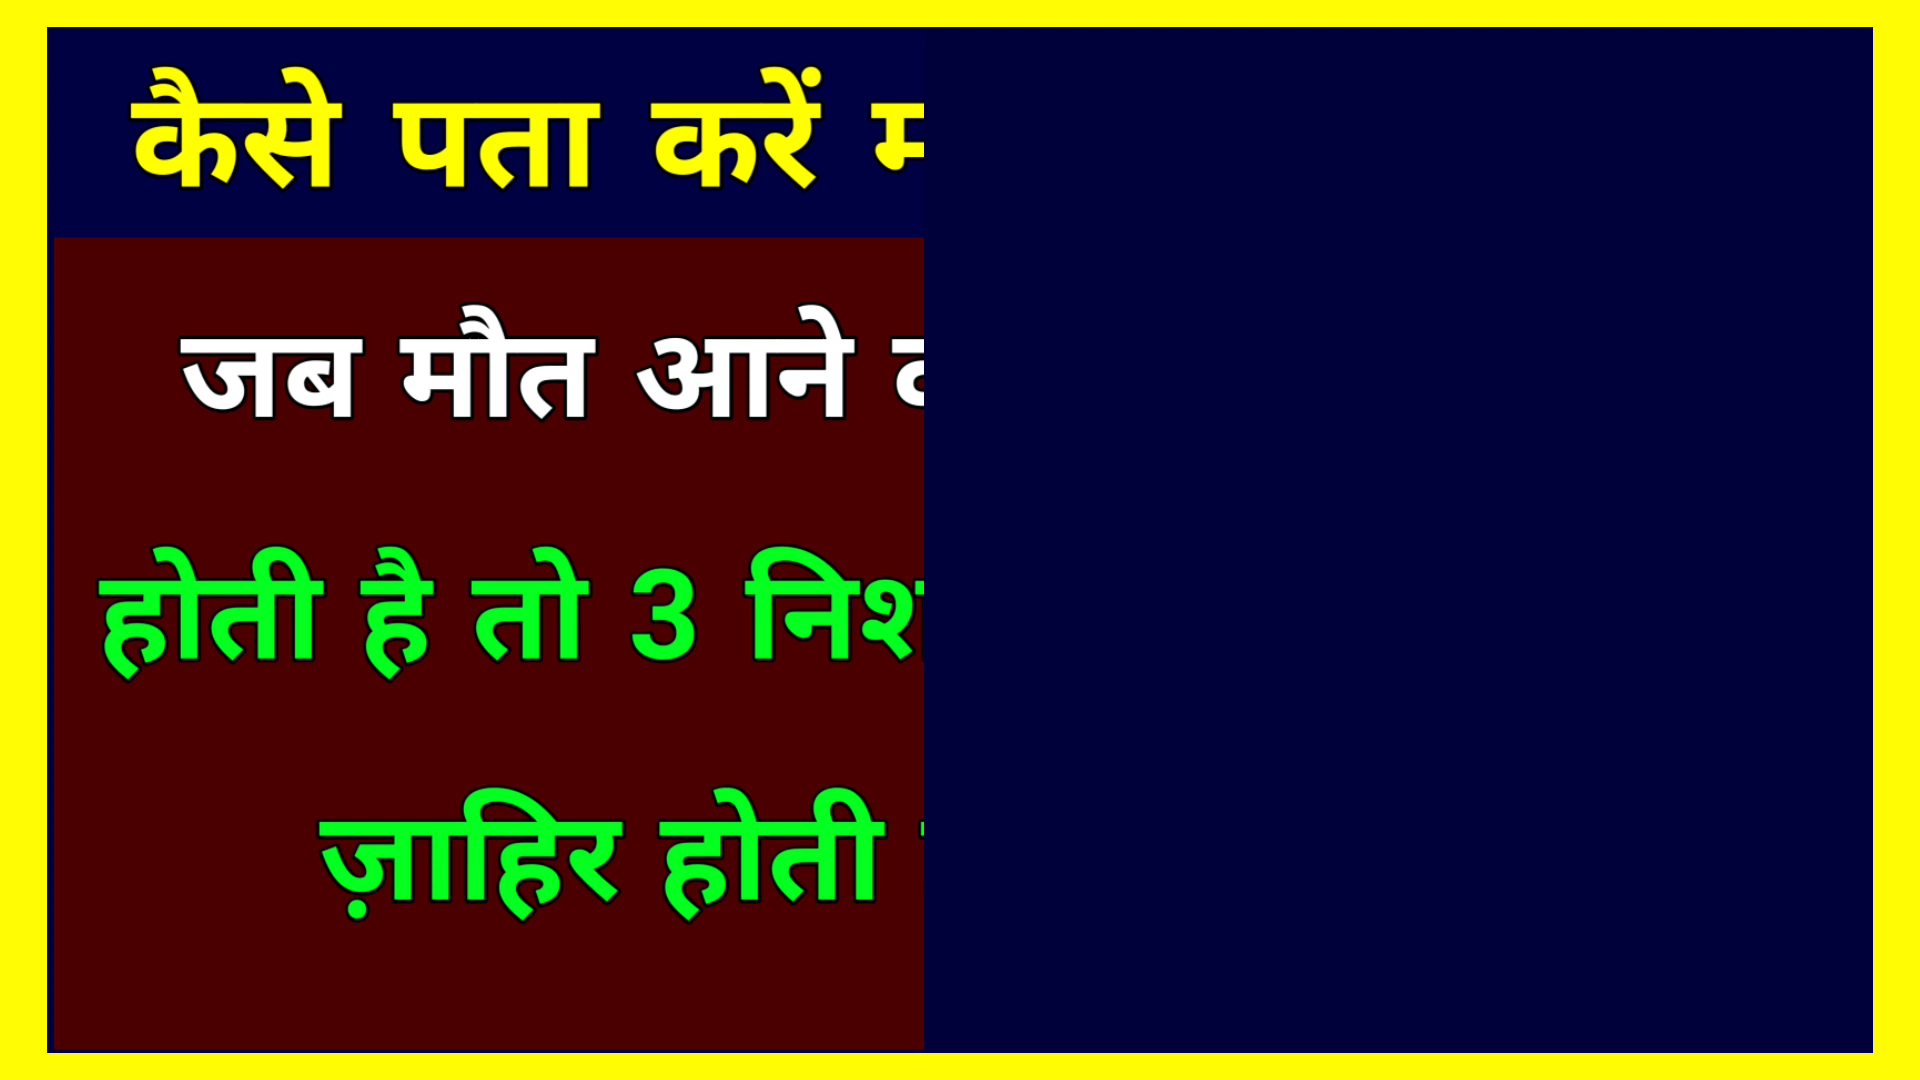 कैसे पता करें
जब मौत आने
होती है तो 3
ज़ाहिर होती